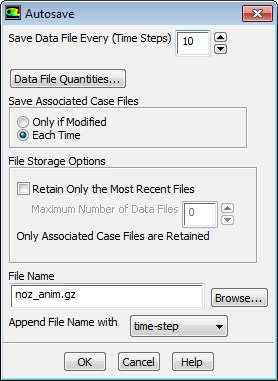 Autosave
Save Data File Every (Time Steps) 10
Data File Quantities...
Save Associated Case Files
Only if Modified
Each Time
File Storage Options
Retain Only the Most Recent Files
Maximum Number of Data Files 0
Only Associated Case Files are Retained
File Name
noz_anim.gz Browse...
Append File Name with time-step
OK Cancel Help